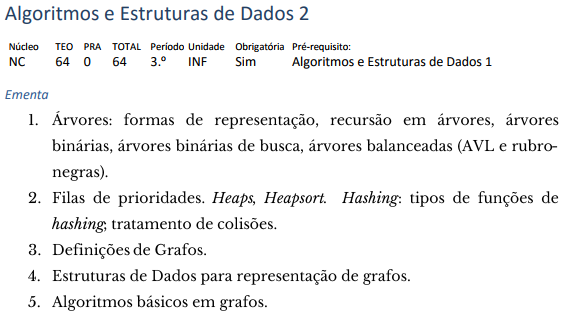 Algoritmos e Estruturas de Dados 2
Núcleo TEO PRA TOTAL Período Unidade Obrigatória Pré-requisito:
NC 64 0 64 3.º INF Sim Algoritmos e Estruturas de Dados 1
Ementa
1. Árvores: formas de representação, recursão em árvores, árvores
binárias, árvores binárias de busca, árvores balanceadas (AVL e rubro-
negras).
2. Filas de prioridades. Heaps, Heapsort. Hashing: tipos de funções de
hashing; tratamento de colisões.
3. Definições de Grafos.
4. Estruturas de Dados para representação de grafos.
5. Algoritmos básicos em grafos.